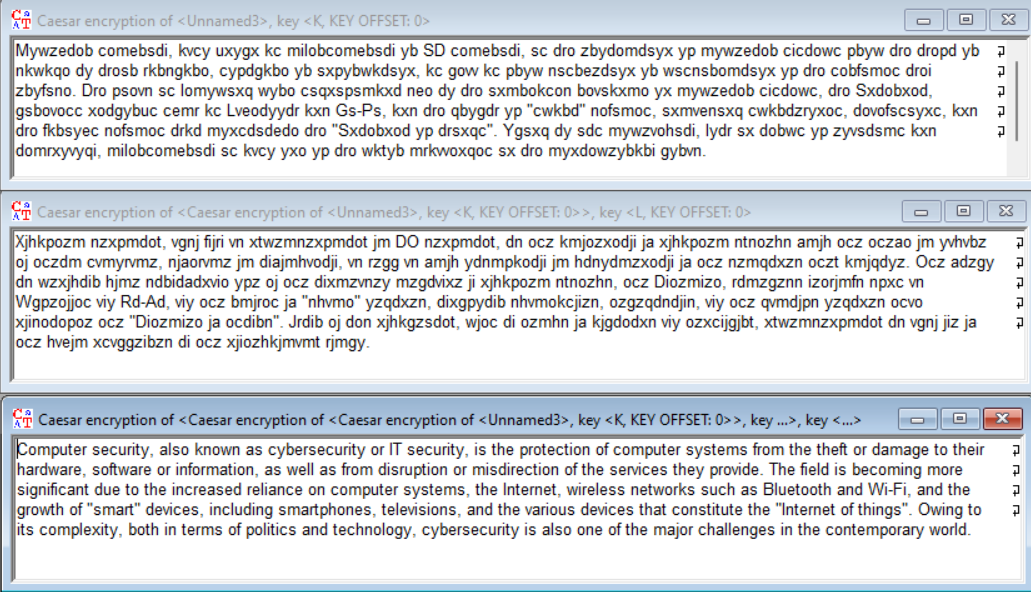 Caesar encryption of <Unnamed3>, key <K, KEY OFFSET: 0>
Mywzedob comebsdi, kvcy uxygx kc milobcomebsdi yb SD comebsdi, sc dro zbydomdsyx yp mywzedob cicdowc pbyw dro dropd yb
nkwkqo dy drosb rkbngkbo, cypdgkbo yb sxpybwkdsyx, kc govv kc pbyw nscbezdsyx yb wscnsbomdsyx yp dro cobfsmoc droi
zbyfsno. Dro psovn sc lomywsxq wybo csqxspsmkxd neo dy dro sxmbokcon bovskxmo yx mywzedob cicdowc, dro Sxdobxod,
gsbovocc xodgybuc cemr kc Lveodyydr kxn Gs-Ps, kxn dro qbygdr yp "cwkbd" nofsmoc, sxmvensxq cwkbdzryxoc, dovofscsyxc, kxn
dro fkbsyec nofsmoc drkd myxcdsdedo dro "Sxdobxod yp drsxqc". Ygsxq dy sdc mywzvohsdi, lydr sx dobwc yp zyvsdsmc kxn
domrxyvyqi, milobcomebsdi sc kvcy yxo yp dro wktyb mrkvvoxqoc sx dro myxdowzybkbi gybvn.
Caesar encryption of <Caesar encryption of <Unnamed3>, key <K, KEY OFFSET: 0>>, key <L, KEY OFFSET: 0>
Xjhkpozm nzxpmdot, vgnj fijri vn xtwzmnzxpmdot jm DO nzxpmdot, dn ocz kmjozxodji ja xjhkpozm ntnozhn amjh ocz oczao jm yvhvbz
oj oczdm cvmyrvmz, njaorvmz jm diajmhvodji, vn rzgg vn amjh ydnmpkodji jm hdnydmzxodji ja ocz nzmqdxzn oczt kmjqdyz. Ocz adzgy
dn wzxjhdib hjmz ndbidadxvio ypz oj ocz dixmzvnzy mzgdvixz ji xjhkpozm ntnozhn, ocz Diozmizo, rdmzgznn izorjmfn npxc vn
Wgpzojjoc viy Rd-Ad, viy ocz bmjroc ja "nhvmo" yzqdxzn, dixgpydib nhvmokcjizn, ozgzqdndjin, viy ocz qvmdjpn yzqdxzn ocvo
xjinodopoz ocz "Diozmizo ja ocdibn". Jrdib oj don xjhkgzsdot, wjoc di ozmhn ja kjgdodxn viy ozxcijgjbt, xtwzmnzxpmdot dn vgnj jiz ja
ocz hvejm xcvggzibzn di ocz xjiozhkjmvmt rjmgy.
Caesar encryption of <Caesar encryption of <Caesar encryption of <Unnamed3>, key <K, KEY OFFSET: 0>>, key ...>, key <...>
Computer security, also known as cybersecurity or IT security, is the protection of computer systems from the theft or damage to their
hardware, software or information, as well as from disruption or misdirection of the services they provide. The field is becoming more
significant due to the increased reliance on computer systems, the Internet, wireless networks such as Bluetooth and Wi-Fi, and the
growth of "smart" devices, including smartphones, televisions, and the various devices that constitute the "Internet of things". Owing to
its complexity, both in terms of politics and technology, cybersecurity is also one of the major challenges in the contemporary world.